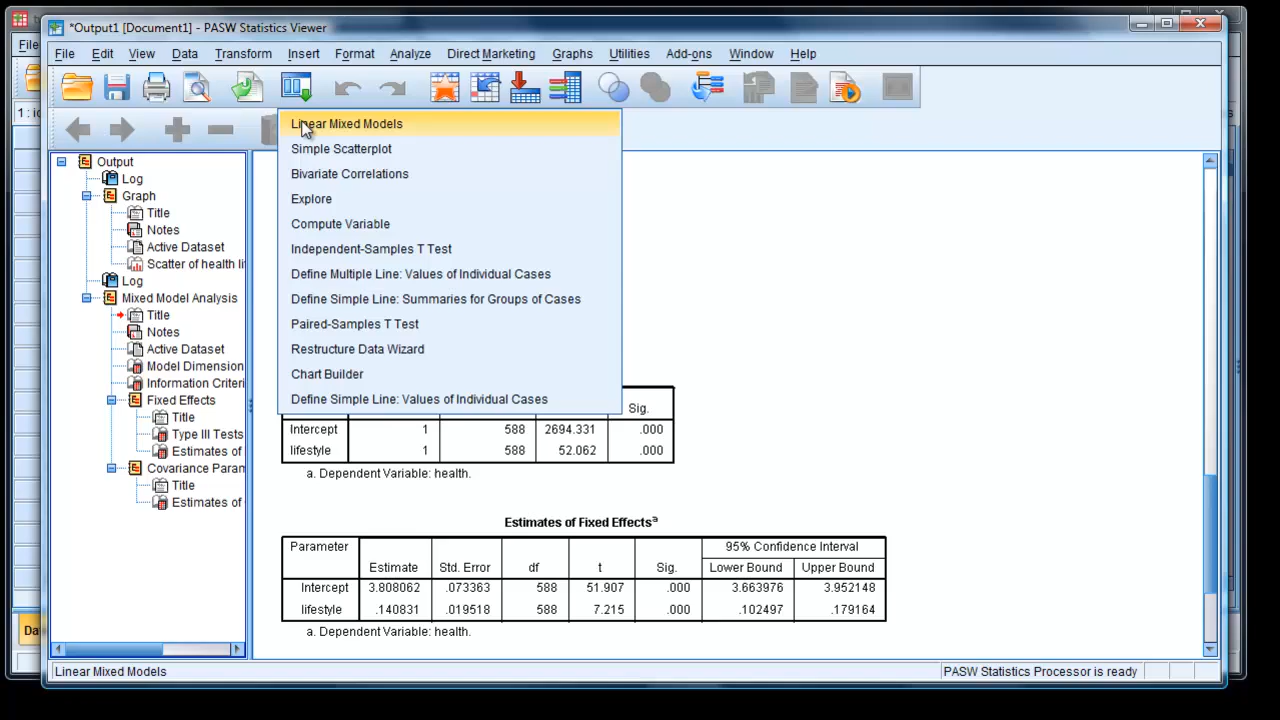 *Output1 [Document1] - PASW Statistics Viewer
File Edit View Data Transform Insert Format Analyze Direct Marketing Graphs Utilities Add-ons Window Help
File
1 : i
Output
Log
Graph
Title
Notes
Active Dataset
Scatter of health li
Log
Mixed Model Analysis
Title
Notes
Active Dataset
Model Dimension
Information Criteri
Fixed Effects
Title
Type III Tests
Estimates of
Covariance Param
Title
Estimates of
Linear Mixed Models
Simple Scatterplot
Bivariate Correlations
Explore
Compute Variable
Independent-Samples T Test
Define Multiple Line: Values of Individual Cases
Define Simple Line: Summaries for Groups of Cases
Paired-Samples T Test
Restructure Data Wizard
Chart Builder
Define Simple Line: Values of Individual Cases
Sig.
Intercept 1 588 2694.331 .000
lifestyle 1 588 52.062 .000
a. Dependent Variable: health.
Estimates of Fixed Effectsa
Parameter Estimate Std. Error df t Sig. 95% Confidence Interval
Lower Bound Upper Bound
Intercept 3.808062 .073363 588 51.907 .000 3.663976 3.952148
lifestyle .140831 .019518 588 7.215 .000 .102497 .179164
a. Dependent Variable: health.
Da
Linear Mixed Models
PASW Statistics Processor is ready